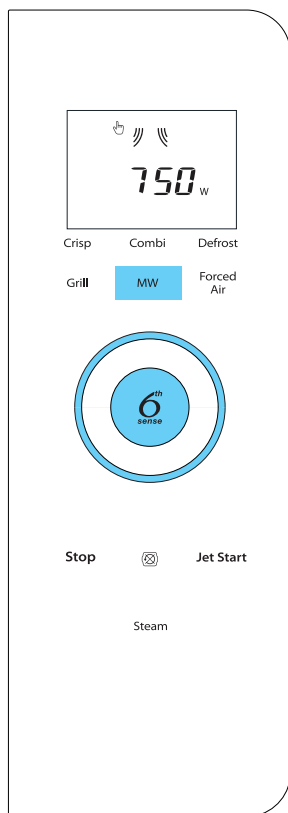 750 W
Crisp Combi Defrost
Grill MW Forced Air
6th sense
Stop Jet Start
Steam